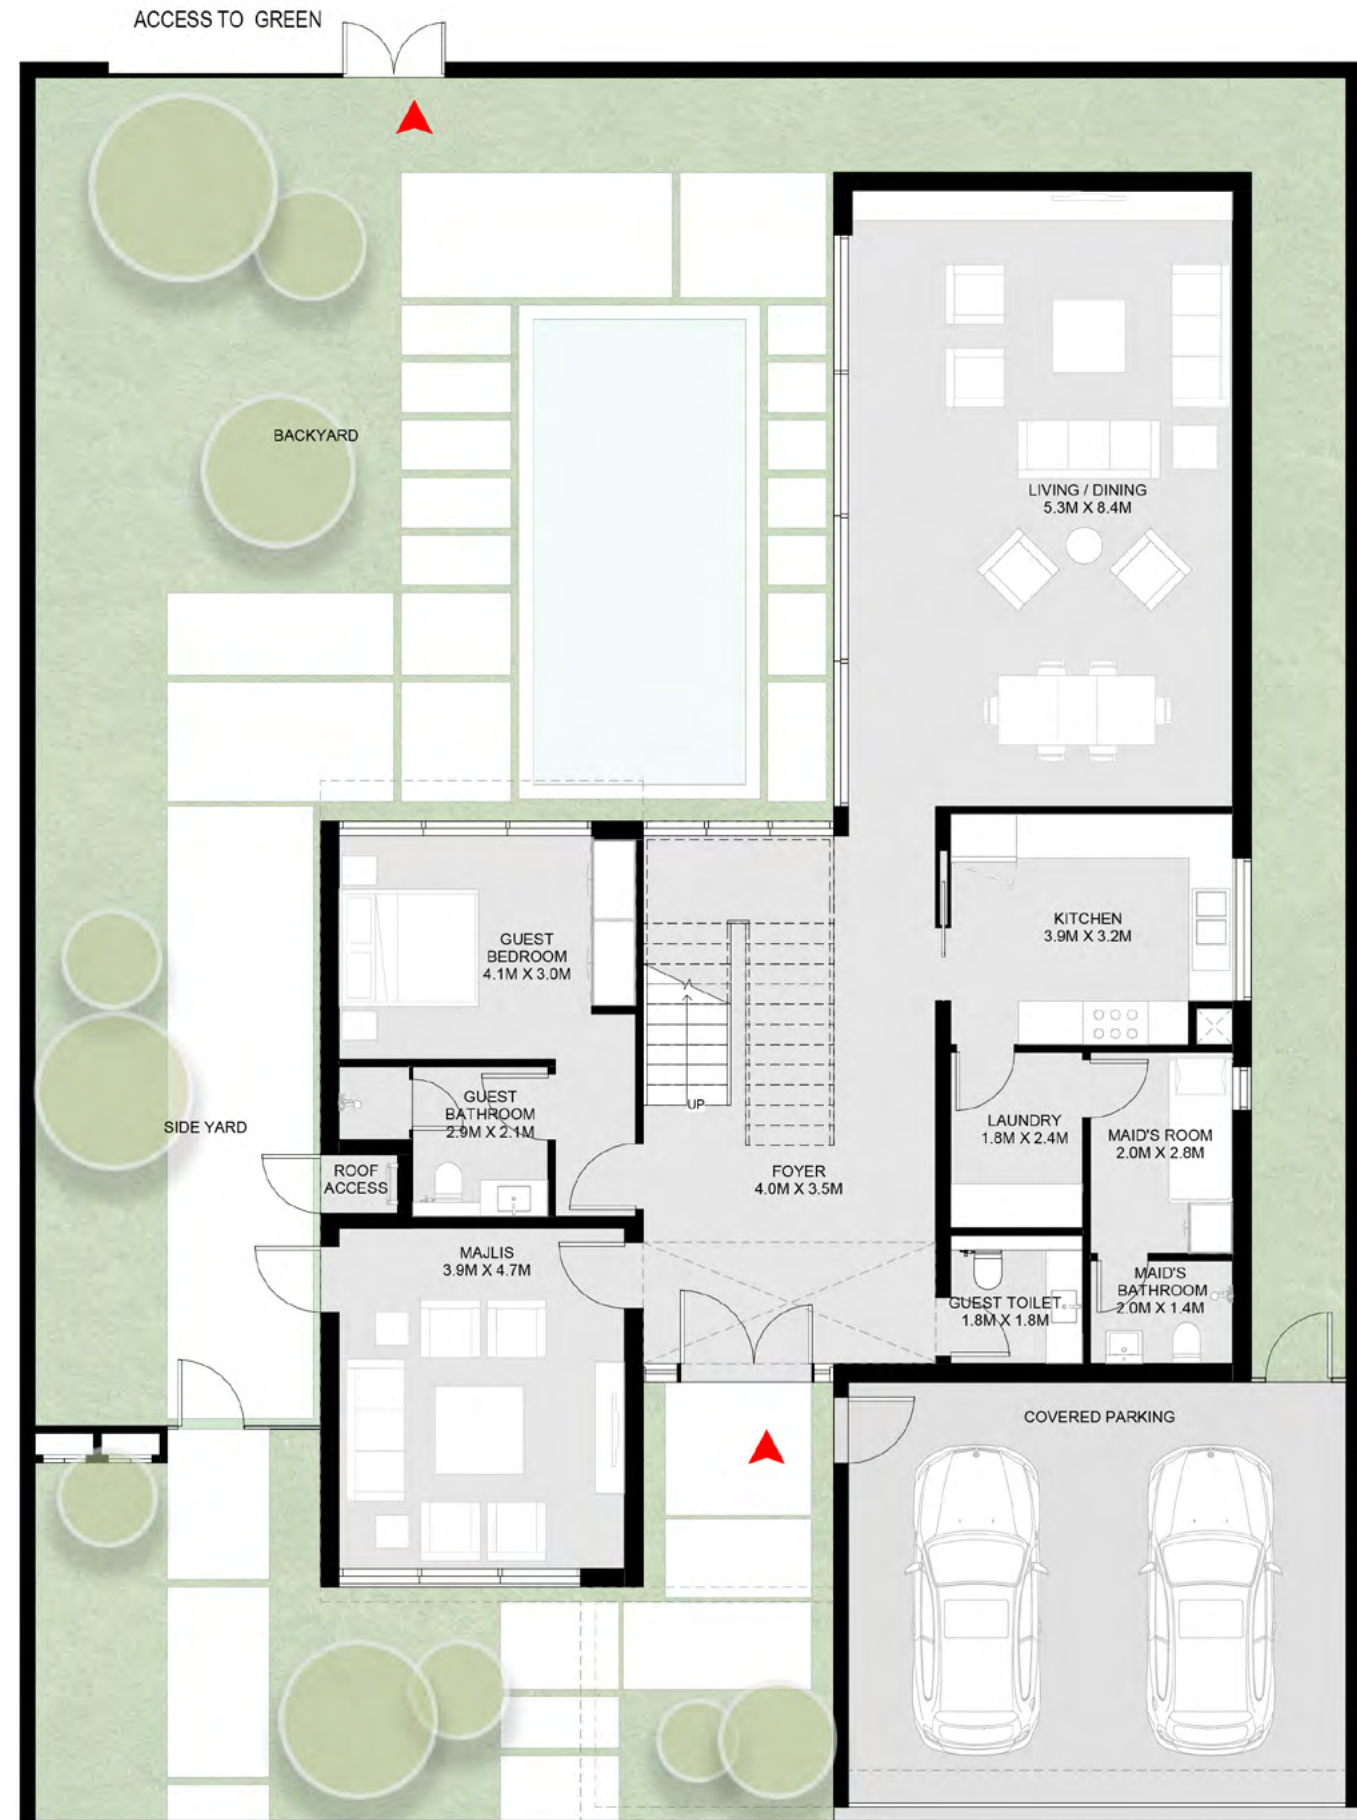 ACCESS TO GREEN
BACKYARD
LIVING / DINING
5.3M X 8.4M
KITCHEN
3.9M X 3.2M
GUEST
BEDROOM
4.1M X 3.0M
GUEST
BATHROOM
2.9M X 2.1M
UP
LAUNDRY
1.8M X 2.4M
MAID'S ROOM
2.0M X 2.8M
SIDE YARD
ROOF
ACCESS
FOYER
4.0M X 3.5M
MAJLIS
3.9M X 4.7M
GUEST TOILET
1.8M X 1.8M
MAID'S
BATHROOM
2.0M X 1.4M
COVERED PARKING